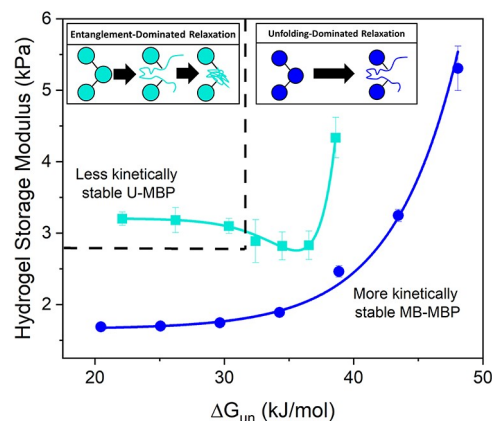 Entanglement-Dominated Relaxation
Unfolding-Dominated Relaxation
Hydrogel Storage Modulus (kPa)
6
5
4
3
2
Less kinetically
stable U-MBP
More kinetically
stable MB-MBP
20
30
40
50
ΔGun (kJ/mol)